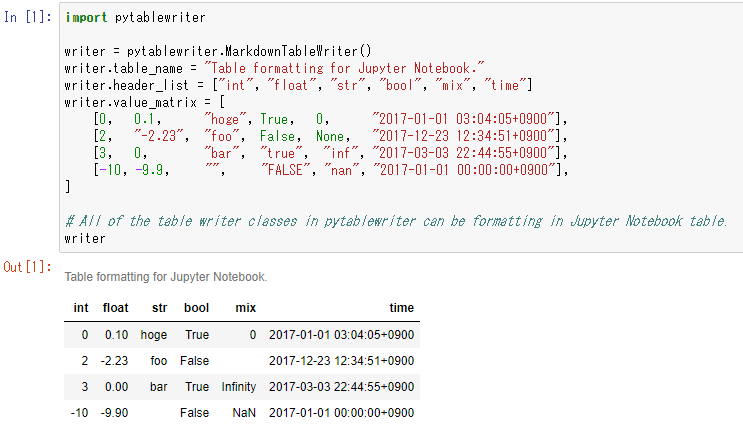 In [1]: import pytablewriter
writer = pytablewriter.MarkdownTableWriter()
writer.table_name = "Table formatting for Jupyter Notebook."
writer.header_list = ["int", "float", "str", "bool", "mix", "time"]
writer.value_matrix = [
[0, 0.1, "hoge", True, 0, "2017-01-01 03:04:05+0900"],
[2, "-2.23", "foo", False, None, "2017-12-23 12:34:51+0900"],
[3, 0, "bar", "true", "inf", "2017-03-03 22:44:55+0900"],
[-10, -9.9, "", "FALSE", "nan", "2017-01-01 00:00:00+0900"],
]
# All of the table writer classes in pytablewriter can be formatting in Jupyter Notebook table.
writer
Out[1]:
Table formatting for Jupyter Notebook.
int float str bool mix time
0 0.10 hoge True 0 2017-01-01 03:04:05+0900
2 -2.23 foo False 2017-12-23 12:34:51+0900
3 0.00 bar True Infinity 2017-03-03 22:44:55+0900
-10 -9.90 False NaN 2017-01-01 00:00:00+0900